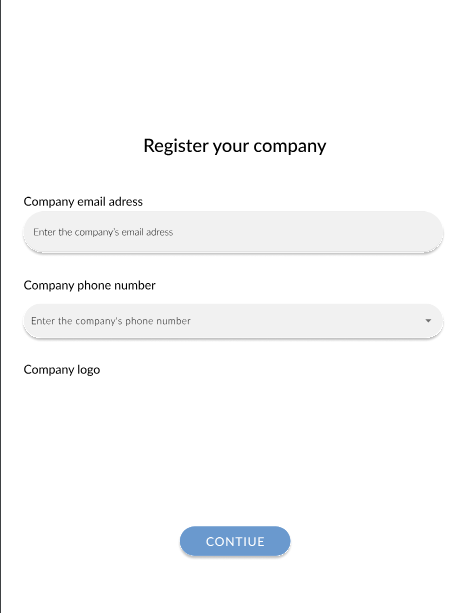 Register your company
Company email adress
Enter the company's email adress
Company phone number
Enter the company's phone number
Company logo
CONTIUE